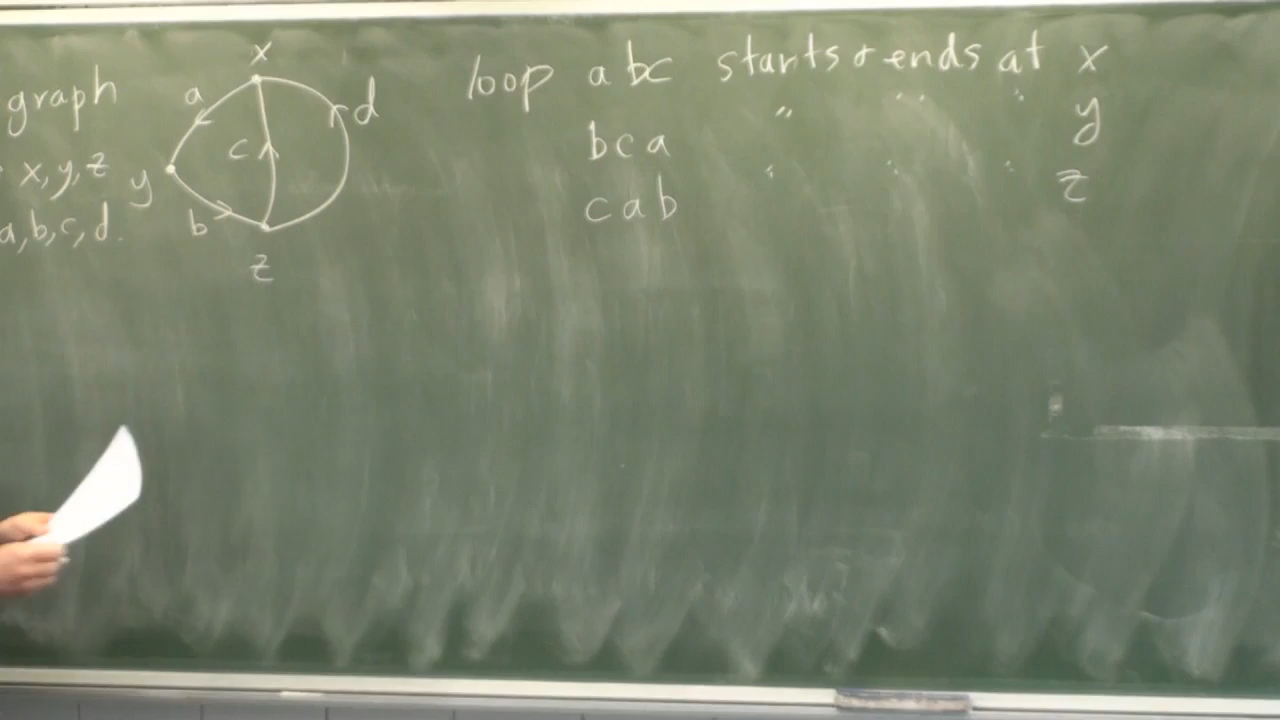 graph
x, y, z
a, b, c, d.
x
a
d
c
y
b
z
loop abc starts & ends at x
bca " " " y
cab " " " z